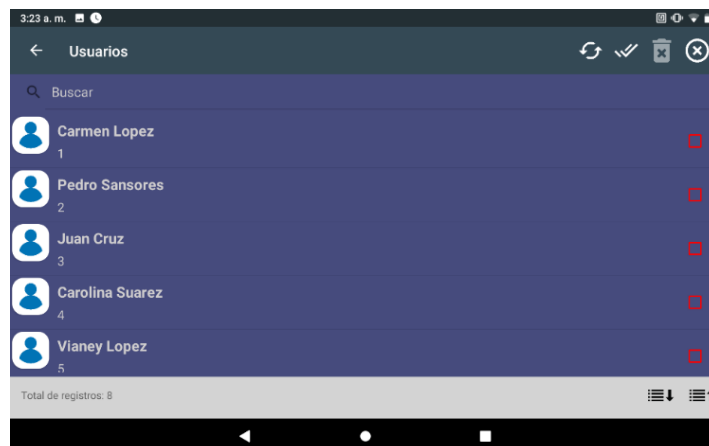 3:23 a. m.
Usuarios
Buscar
Carmen Lopez
1
Pedro Sansores
2
Juan Cruz
3
Carolina Suarez
4
Vianey Lopez
5
Total de registros: 8